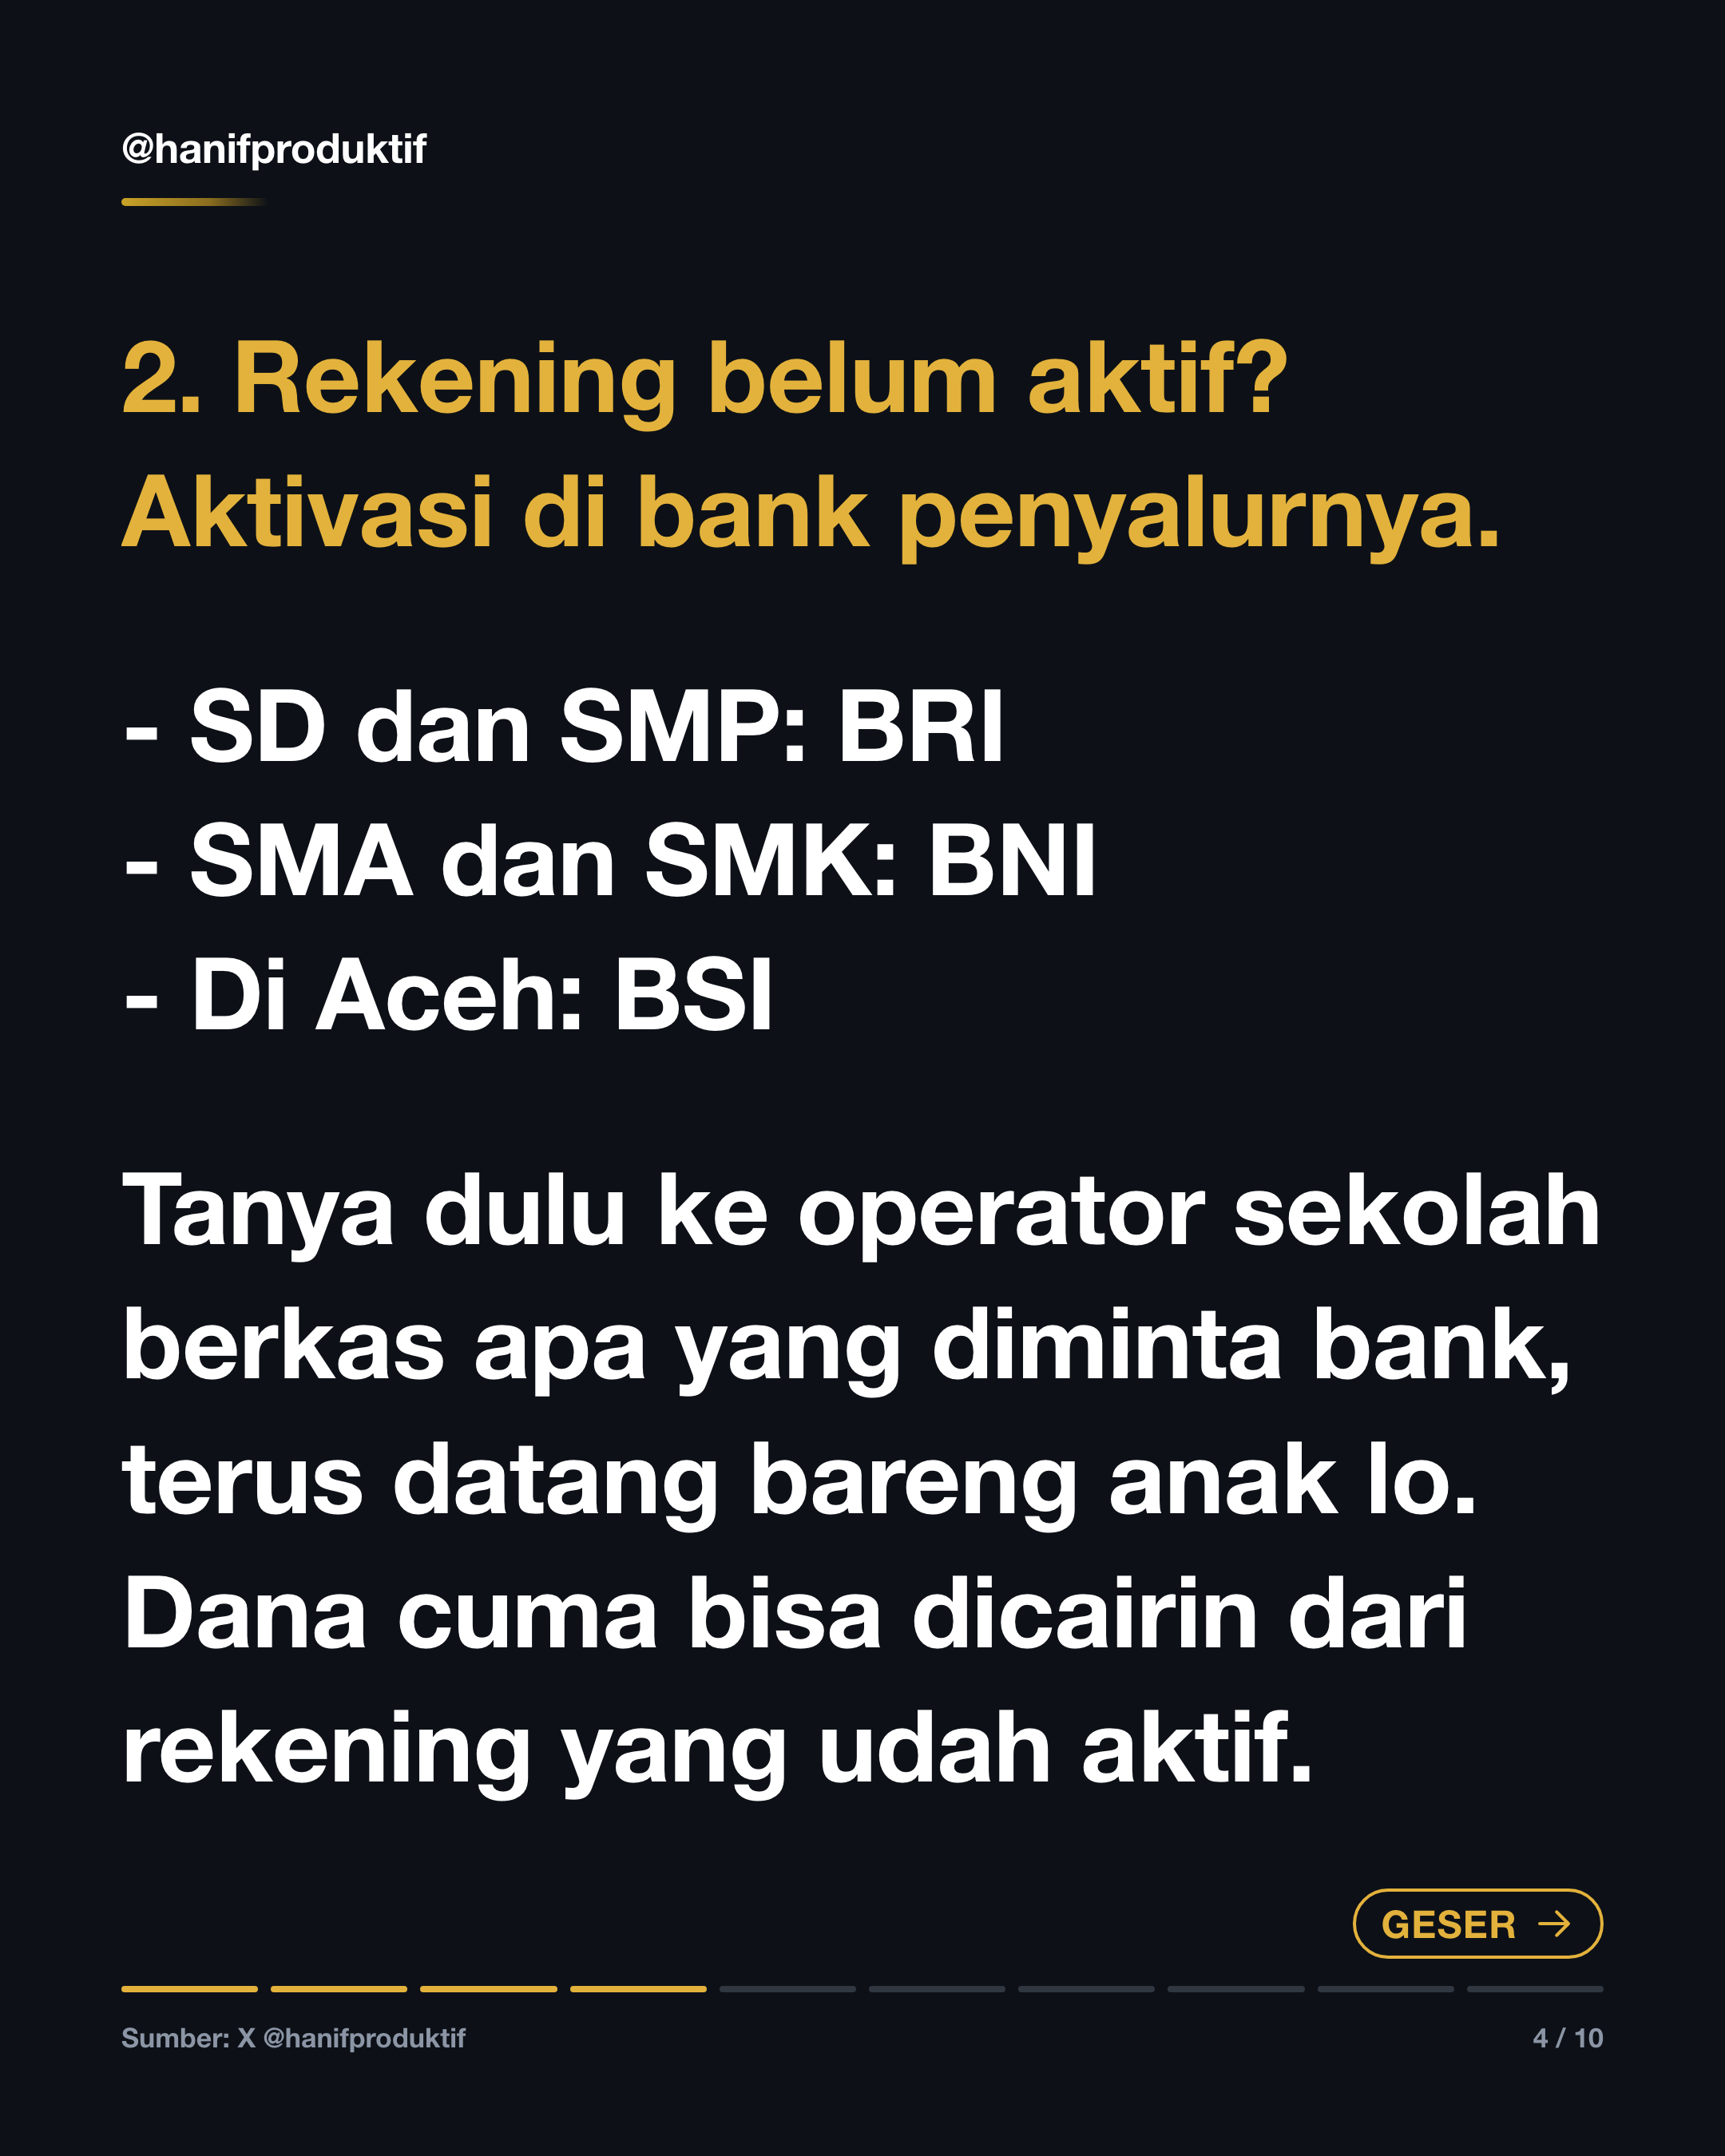 @hanifproduktif
2. Rekening belum aktif?
Aktivasi di bank penyalurnya.
- SD dan SMP: BRI
- SMA dan SMK: BNI
- Di Aceh: BSI
Tanya dulu ke operator sekolah
berkas apa yang diminta bank,
terus datang bareng anak lo.
Dana cuma bisa dicairin dari
rekening yang udah aktif.
GESER →
Sumber: X @hanifproduktif
4 / 10